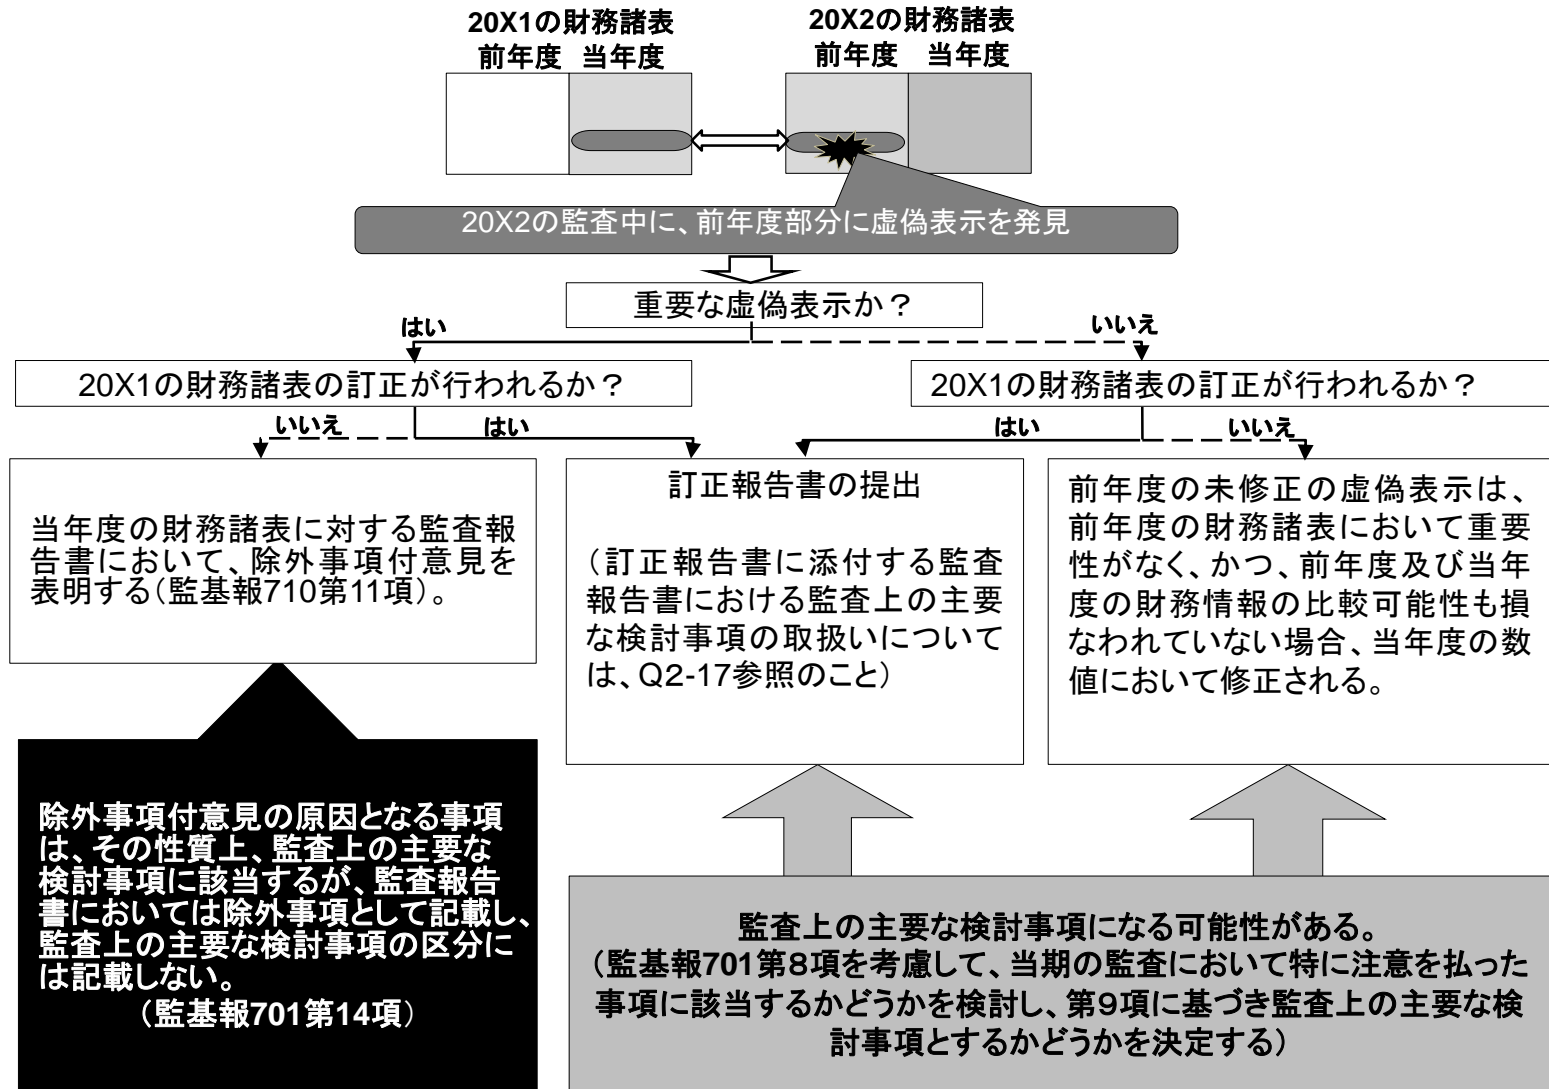 20X1の財務諸表
前年度 当年度
20X2の財務諸表
前年度 当年度
20X2の監査中に、前年度部分に虚偽表示を発見
重要な虚偽表示か？
はい
いいえ
20X1の財務諸表の訂正が行われるか？
20X1の財務諸表の訂正が行われるか？
いいえ
はい
はい
いいえ
当年度の財務諸表に対する監査報
告書において、除外事項付意見を
表明する（監基報710第11項）。
訂正報告書の提出
（訂正報告書に添付する監査
報告書における監査上の主要
な検討事項の取扱いについて
は、Q2-17参照のこと）
前年度の未修正の虚偽表示は、
前年度の財務諸表において重要
性がなく、かつ、前年度及び当年
度の財務情報の比較可能性も損
なわれていない場合、当年度の数
値において修正される。
除外事項付意見の原因となる事項
は、その性質上、監査上の主要な
検討事項に該当するが、監査報告
書においては除外事項として記載し、
監査上の主要な検討事項の区分に
は記載しない。
（監基報701第14項）
監査上の主要な検討事項になる可能性がある。
（監基報701第８項を考慮して、当期の監査において特に注意を払った
事項に該当するかどうかを検討し、第９項に基づき監査上の主要な検
討事項とするかどうかを決定する）